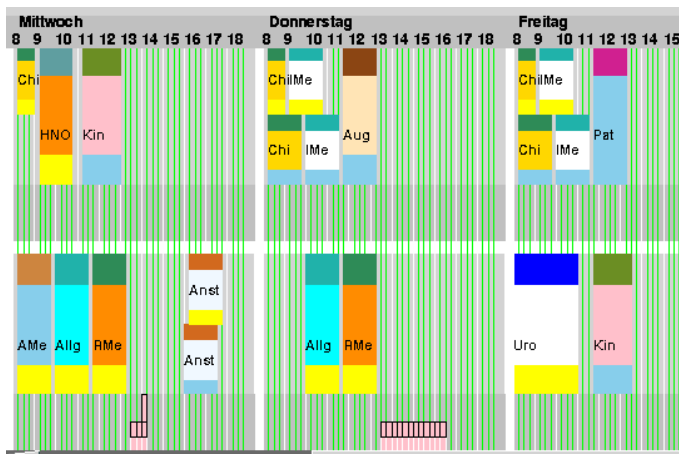 Mittwoch Donnerstag Freitag
8 9 10 11 12 13 14 15 16 17 18 8 9 10 11 12 13 14 15 16 17 18 8 9 10 11 12 13 14 15
Chi ChilMe ChilMe
HNO Kin Aug Pat
Chi IMe Chi IMe
Anst
AMe Allg RMe Allg RMe Uro Kin
Anst